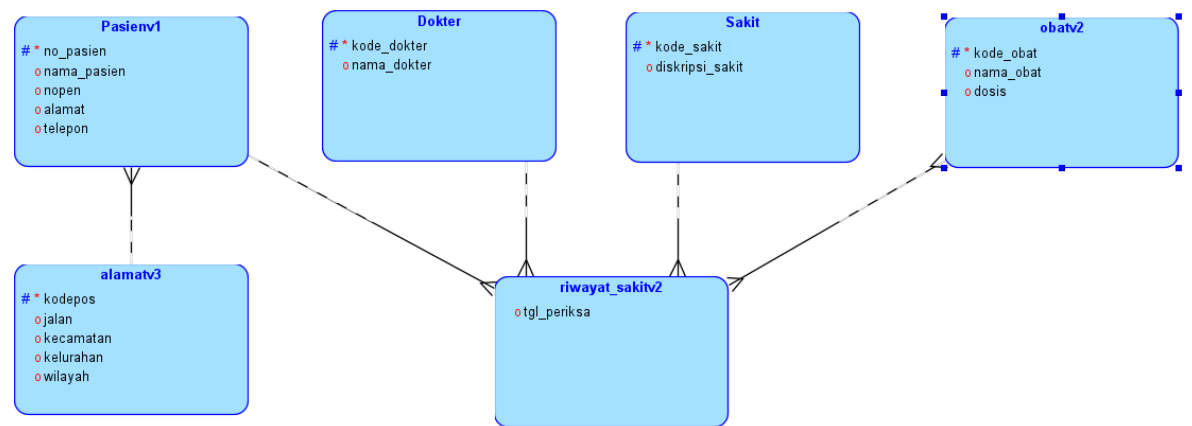 Pasienv1
# * no_pasien
o nama_pasien
o nopen
o alamat
o telepon
Dokter
# * kode_dokter
o nama_dokter
Sakit
# * kode_sakit
o diskripsi_sakit
obatv2
# * kode_obat
o nama_obat
o dosis
alamatv3
# * kodepos
o jalan
o kecamatan
o kelurahan
o wilayah
riwayat_sakitv2
o tgl_periksa